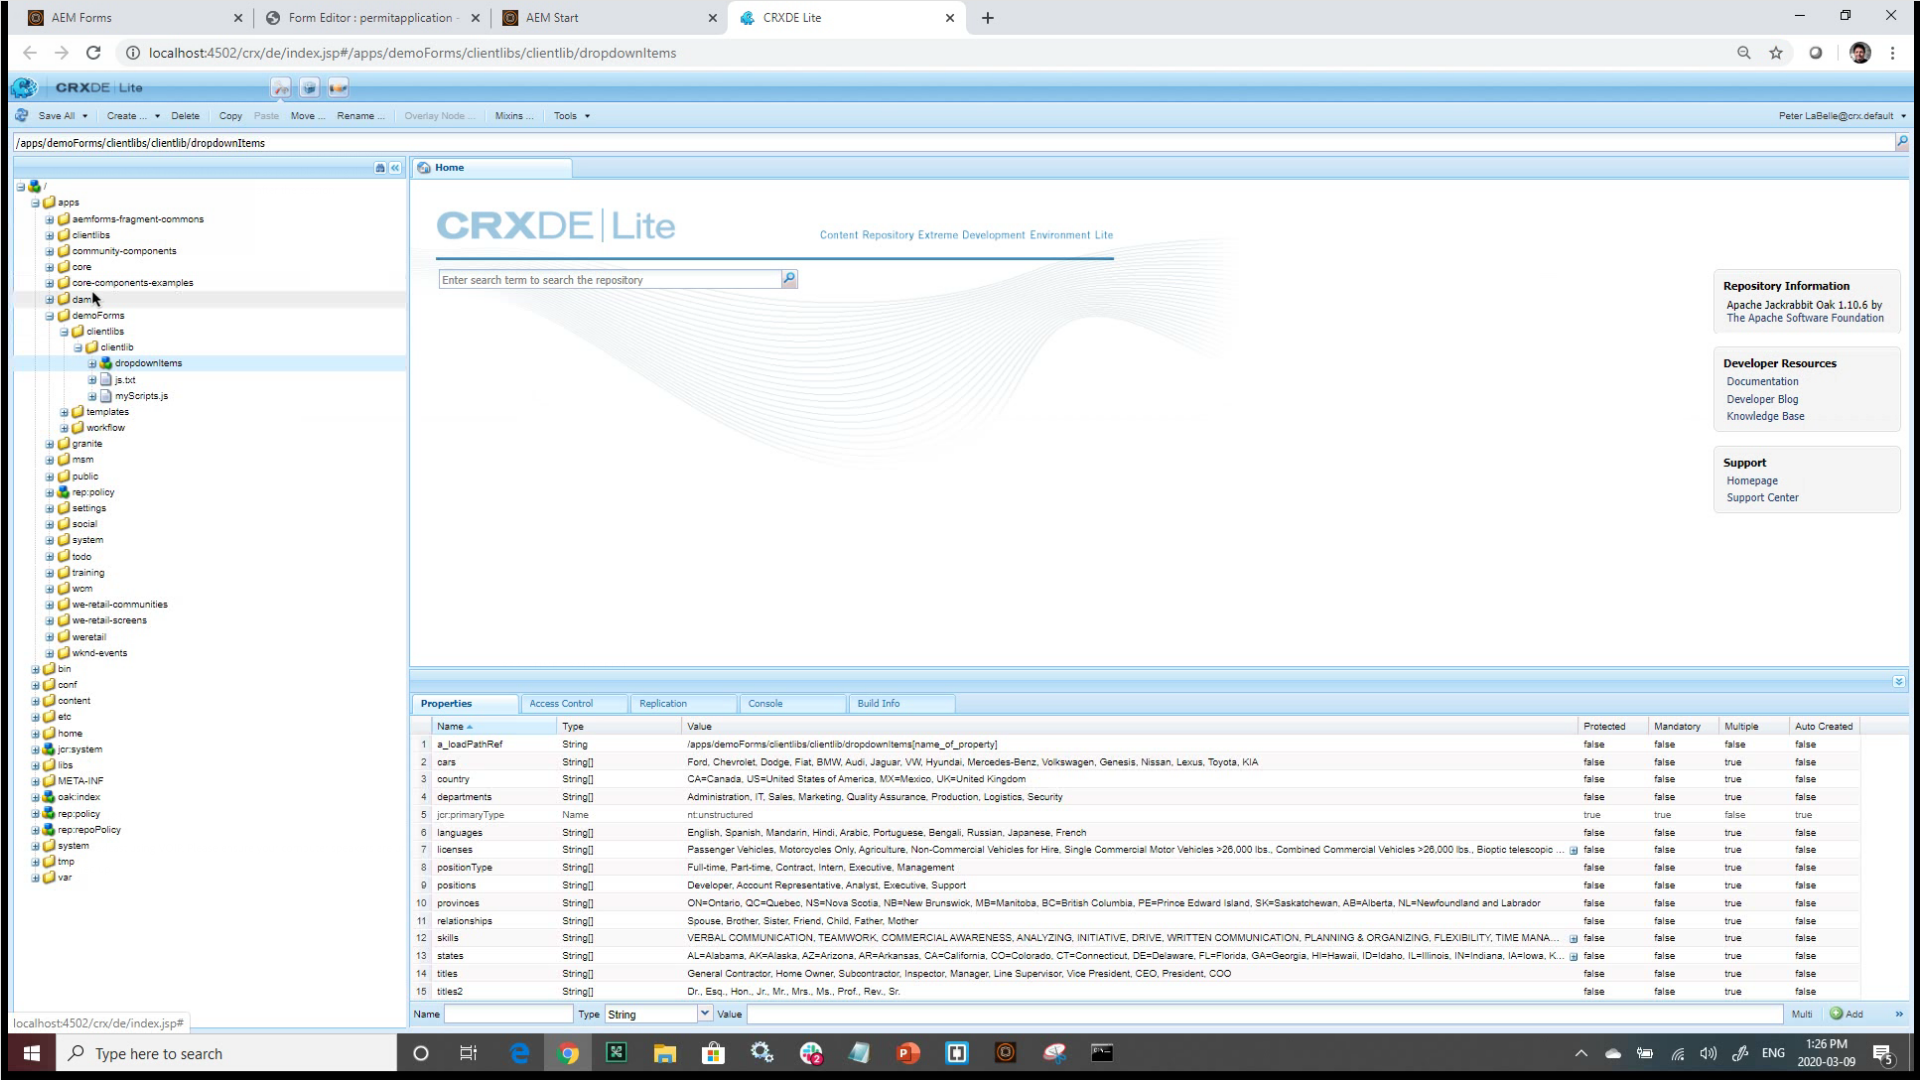 AEM Forms
Form Editor : permitapplication -
AEM Start
CRXDE Lite
localhost:4502/crx/de/index.jsp#/apps/demoForms/clientlibs/clientlib/dropdownItems
CRXDE | Lite
Save All
Create ...
Delete
Copy
Paste
Move ...
Rename ...
Overlay Node ...
Mixins ...
Tools
Peter LaBelle@crx.default
/apps/demoForms/clientlibs/clientlib/dropdownItems
Home
/
apps
aemforms-fragment-commons
clientlibs
community-components
core
core-components-examples
dam
demoForms
clientlibs
clientlib
dropdownItems
js.txt
myScripts.js
templates
workflow
granite
msm
public
rep:policy
settings
social
system
todo
training
wcm
we-retail-communities
we-retail-screens
weretail
wknd-events
bin
conf
content
etc
home
jcr:system
libs
META-INF
oak:index
rep:policy
rep:repoPolicy
system
tmp
var
localhost:4502/crx/de/index.jsp#
CRXDE | Lite
Content Repository Extreme Development Environment Lite
Enter search term to search the repository
Repository Information
Apache Jackrabbit Oak 1.10.6 by
The Apache Software Foundation
Developer Resources
Documentation
Developer Blog
Knowledge Base
Support
Homepage
Support Center
Properties
Access Control
Replication
Console
Build Info
Name Type Value Protected Mandatory Multiple Auto Created
1 a_loadPathRef String /apps/demoForms/clientlibs/clientlib/dropdownItems[name_of_property] false false false false
2 cars String[] Ford, Chevrolet, Dodge, Fiat, BMW, Audi, Jaguar, VW, Hyundai, Mercedes-Benz, Volkswagen, Genesis, Nissan, Lexus, Toyota, KIA false false true false
3 country String[] CA=Canada, US=United States of America, MX=Mexico, UK=United Kingdom false false true false
4 departments String[] Administration, IT, Sales, Marketing, Quality Assurance, Production, Logistics, Security false false true false
5 jcr:primaryType Name nt:unstructured true true false true
6 languages String[] English, Spanish, Mandarin, Hindi, Arabic, Portuguese, Bengali, Russian, Japanese, French false false true false
7 licenses String[] Passenger Vehicles, Motorcycles Only, Agriculture, Non-Commercial Vehicles for Hire, Single Commercial Motor Vehicles >26,000 lbs., Combined Commercial Vehicles >26,000 lbs., Bioptic telescopic ... false false true false
8 positionType String[] Full-time, Part-time, Contract, Intern, Executive, Management false false true false
9 positions String[] Developer, Account Representative, Analyst, Executive, Support false false true false
10 provinces String[] ON=Ontario, QC=Quebec, NS=Nova Scotia, NB=New Brunswick, MB=Manitoba, BC=British Columbia, PE=Prince Edward Island, SK=Saskatchewan, AB=Alberta, NL=Newfoundland and Labrador false false true false
11 relationships String[] Spouse, Brother, Sister, Friend, Child, Father, Mother false false true false
12 skills String[] VERBAL COMMUNICATION, TEAMWORK, COMMERCIAL AWARENESS, ANALYZING, INITIATIVE, DRIVE, WRITTEN COMMUNICATION, PLANNING & ORGANIZING, FLEXIBILITY, TIME MANA... false false true false
13 states String[] AL=Alabama, AK=Alaska, AZ=Arizona, AR=Arkansas, CA=California, CO=Colorado, CT=Connecticut, DE=Delaware, FL=Florida, GA=Georgia, HI=Hawaii, ID=Idaho, IL=Illinois, IN=Indiana, IA=Iowa, K... false false true false
14 titles String[] General Contractor, Home Owner, Subcontractor, Inspector, Manager, Line Supervisor, Vice President, CEO, President, COO false false true false
15 titles2 String[] Dr., Esq., Hon., Jr., Mr., Mrs., Ms., Prof., Rev., Sr. false false true false
Name Type String Value Multi Add
Type here to search
ENG
1:26 PM
2020-03-09
2
5